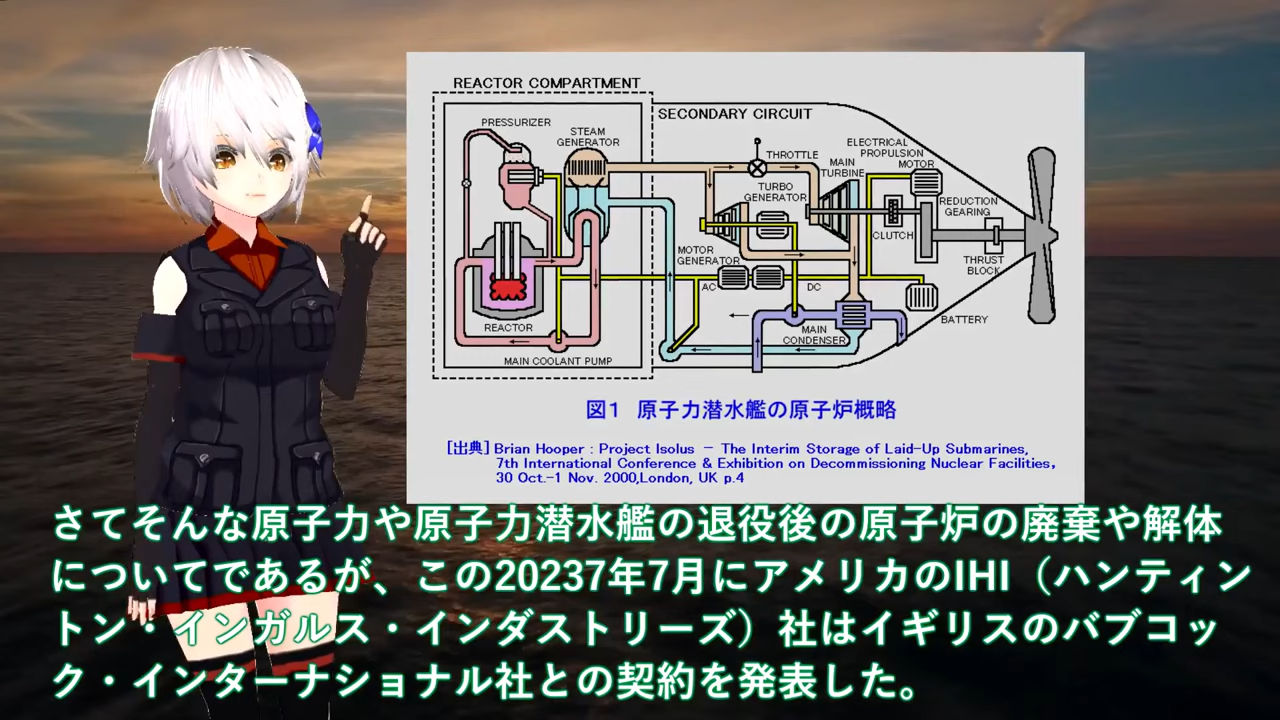 REACTOR COMPARTMENT
SECONDARY CIRCUIT
PRESSURIZER
STEAM
GENERATOR
THROTTLE
ELECTRICAL
PROPULSION
MOTOR
MAIN
TURBINE
TURBO
GENERATOR
REDUCTION
GEARING
CLUTCH
MOTOR
GENERATOR
THRUST
BLOCK
AC
DC
BATTERY
REACTOR
MAIN
CONDENSER
MAIN COOLANT PUMP
図1 原子力潜水艦の原子炉概略
[出典] Brian Hooper : Project Isolus － The Interim Storage of Laid-Up Submarines,
7th International Conference & Exhibition on Decommissioning Nuclear Facilities,
30 Oct.-1 Nov. 2000,London, UK p.4
さてそんな原子力や原子力潜水艦の退役後の原子炉の廃棄や解体
についてであるが、この20237年7月にアメリカのIHI（ハンティン
トン・インガルス・インダストリーズ）社はイギリスのバブコッ
ク・インターナショナル社との契約を発表した。